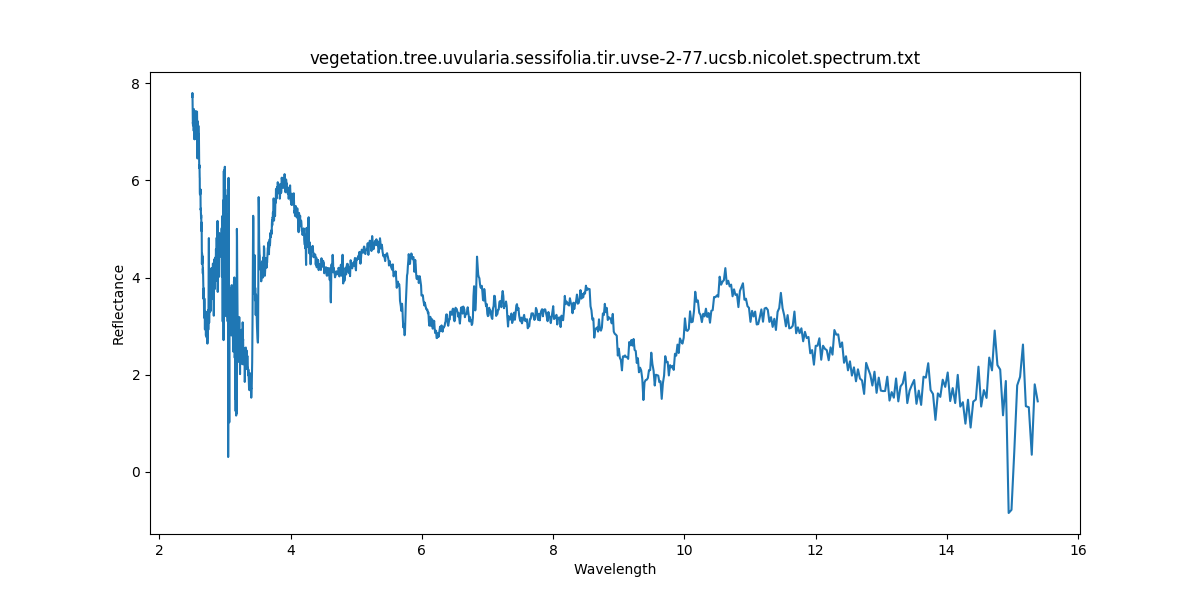 vegetation.tree.uvularia.sessifolia.tir.uvse-2-77.ucsb.nicolet.spectrum.txt
8
6
4
2
0
Reflectance
2 4 6 8 10 12 14 16
Wavelength